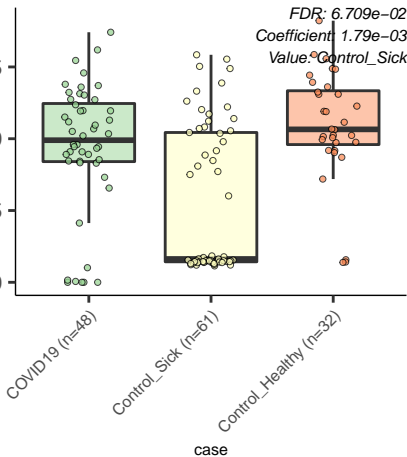 FDR: 6.709e−02
Coefficient: 1.79e−03
Value: Control_Sick
COVID19 (n=48)
Control_Sick (n=61)
Control_Healthy (n=32)
case